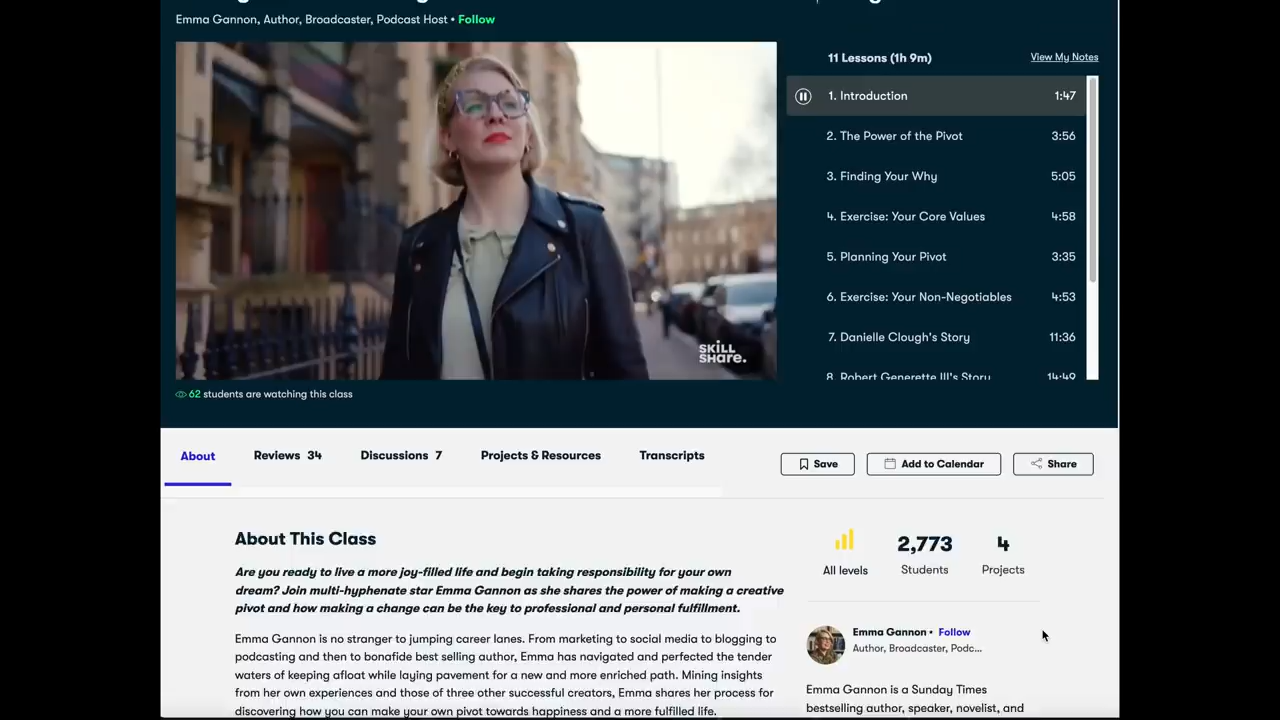 Emma Gannon, Author, Broadcaster, Podcast Host • Follow
11 Lessons (1h 9m)
View My Notes
1. Introduction 1:47
2. The Power of the Pivot 3:56
3. Finding Your Why 5:05
4. Exercise: Your Core Values 4:58
5. Planning Your Pivot 3:35
6. Exercise: Your Non-Negotiables 4:53
7. Danielle Clough's Story 11:36
8. Robert Generette III's Story 14:49
SKILL
SHARE.
62 students are watching this class
About
Reviews 34
Discussions 7
Projects & Resources
Transcripts
Save
Add to Calendar
Share
About This Class
Are you ready to live a more joy-filled life and begin taking responsibility for your own
dream? Join multi-hyphenate star Emma Gannon as she shares the power of making a creative
pivot and how making a change can be the key to professional and personal fulfillment.
Emma Gannon is no stranger to jumping career lanes. From marketing to social media to blogging to
podcasting and then to bonafide best selling author, Emma has navigated and perfected the tender
waters of keeping afloat while laying pavement for a new and more enriched path. Mining insights
from her own experiences and those of three other successful creators, Emma shares her process for
discovering how you can make your own pivot towards happiness and a more fulfilled life.
All levels
2,773
Students
4
Projects
Emma Gannon • Follow
Author, Broadcaster, Podc...
Emma Gannon is a Sunday Times
bestselling author, speaker, novelist, and